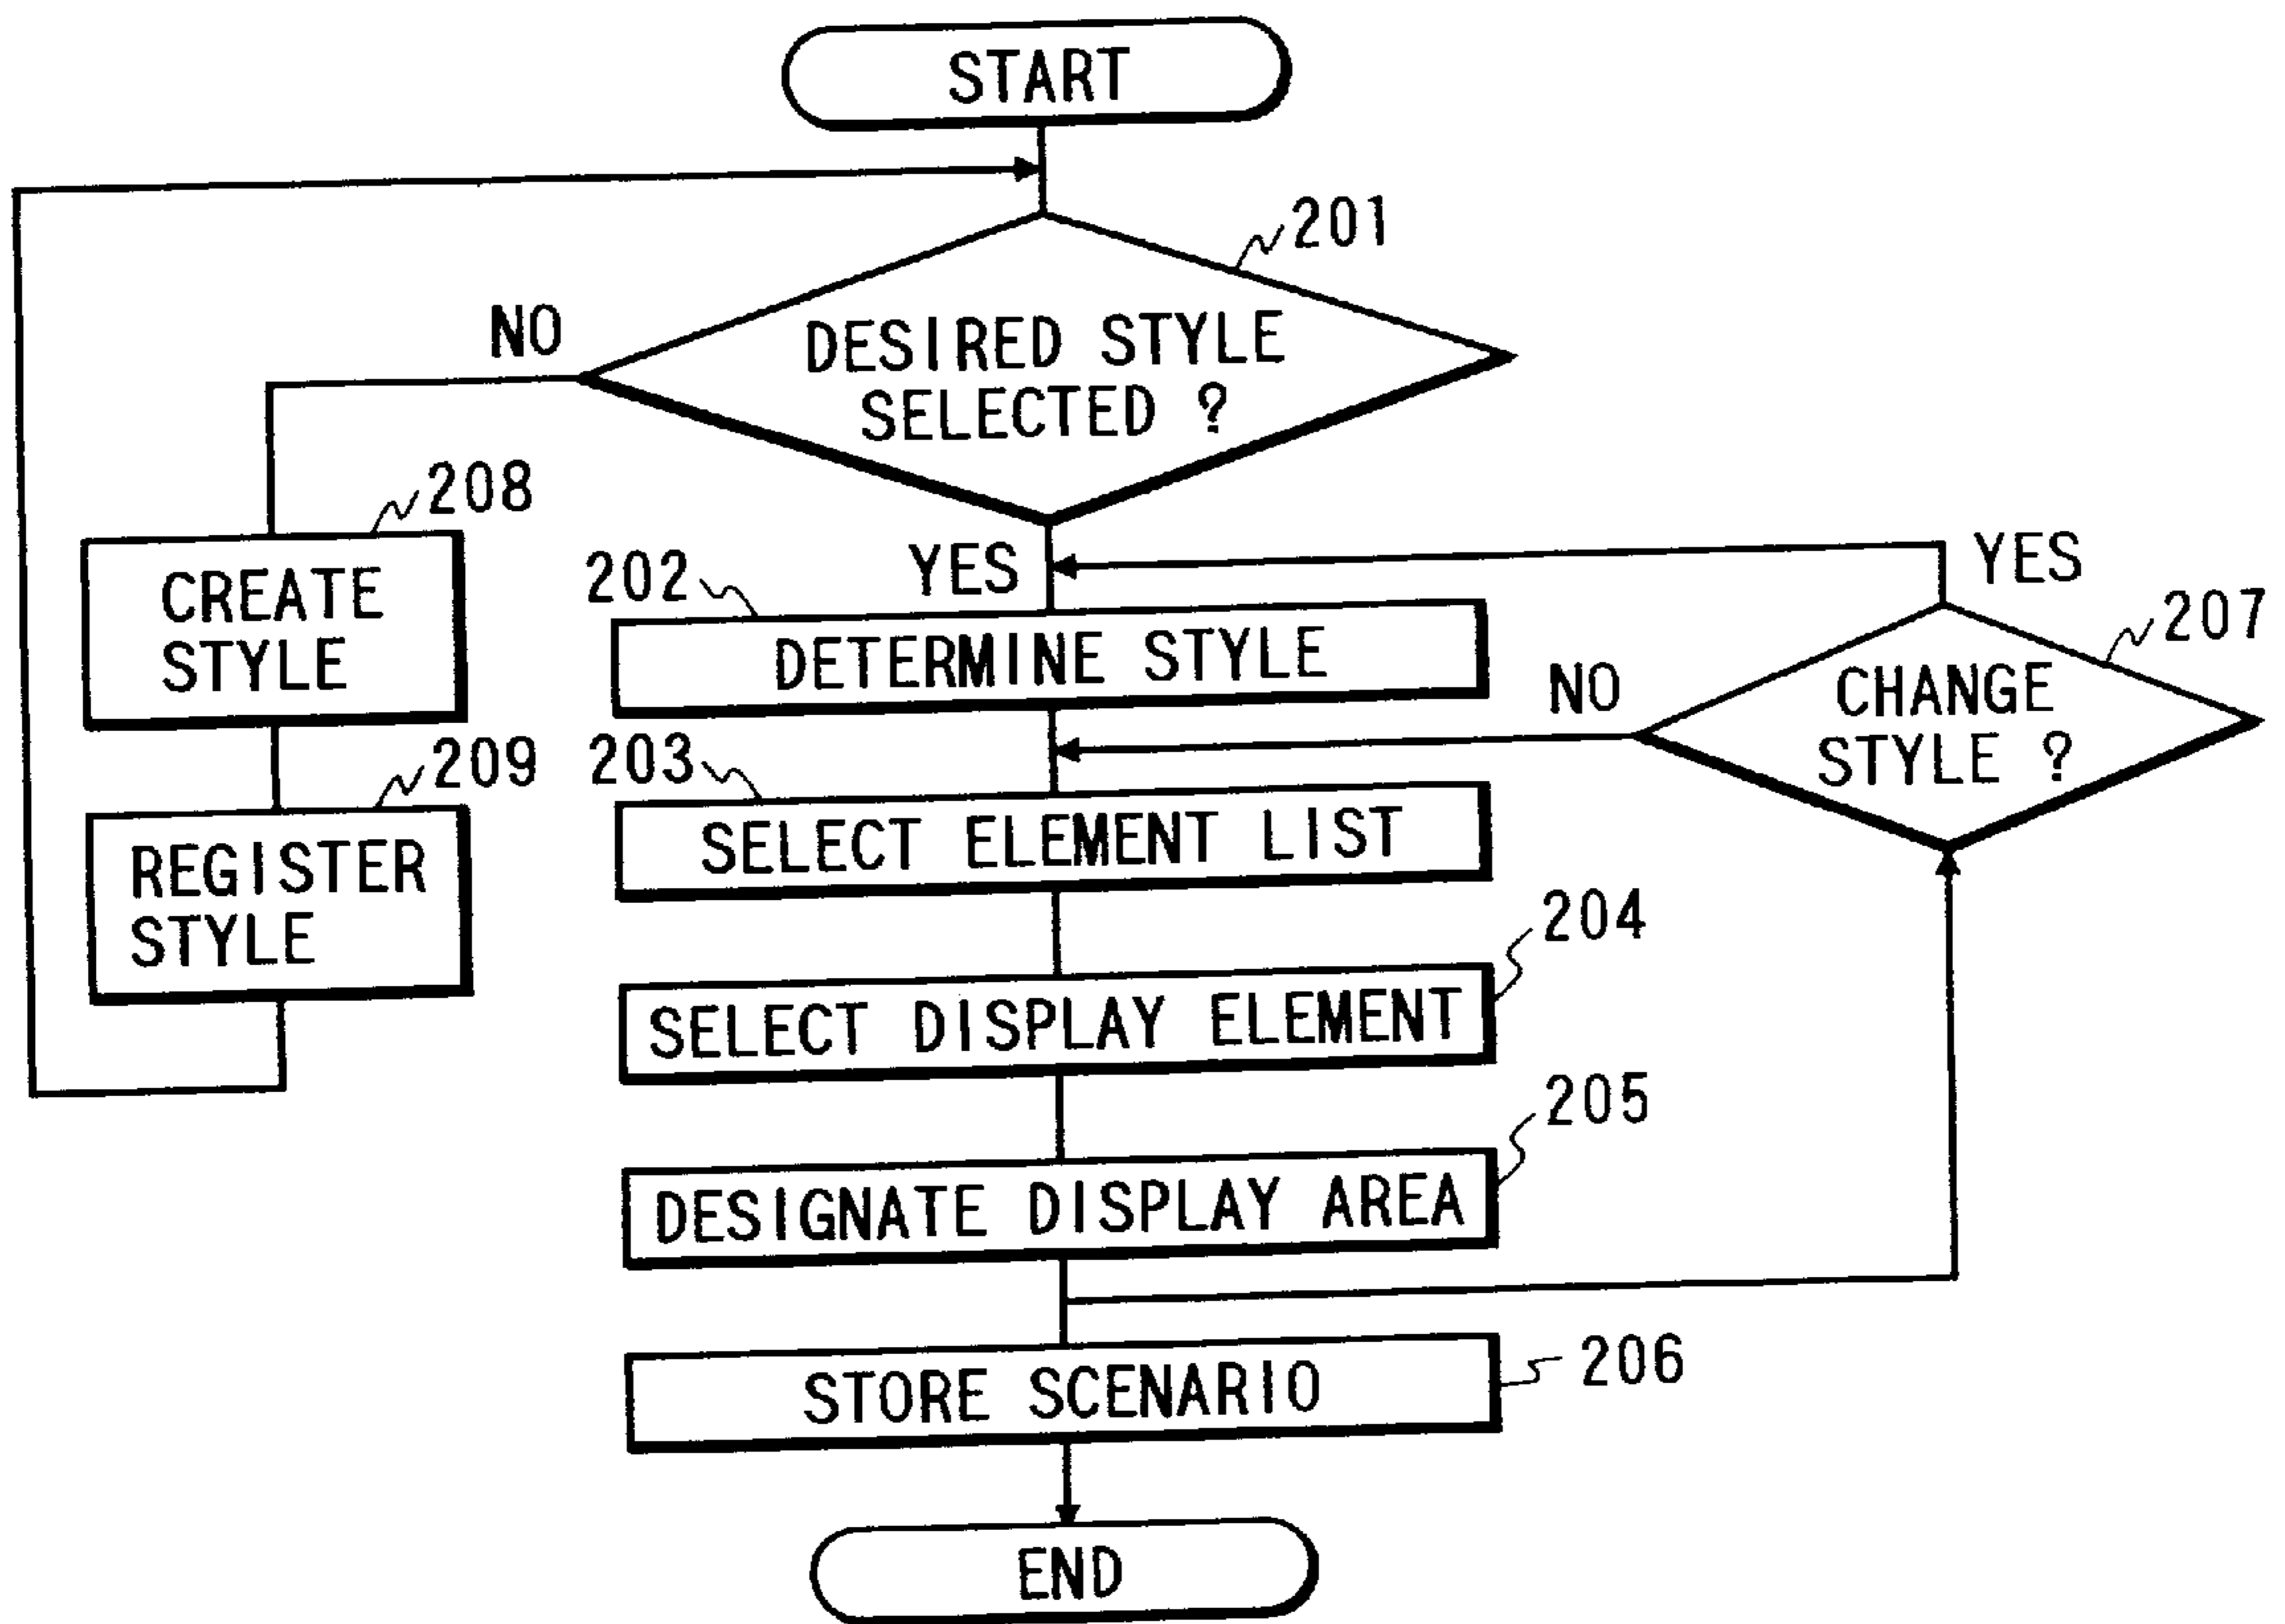 START
201
NO
DESIRED STYLE
SELECTED ?
208
CREATE
STYLE
YES
YES
202
DETERMINE STYLE
207
NO
CHANGE
STYLE ?
209
REGISTER
STYLE
203
SELECT ELEMENT LIST
204
SELECT DISPLAY ELEMENT
205
DESIGNATE DISPLAY AREA
206
STORE SCENARIO
END